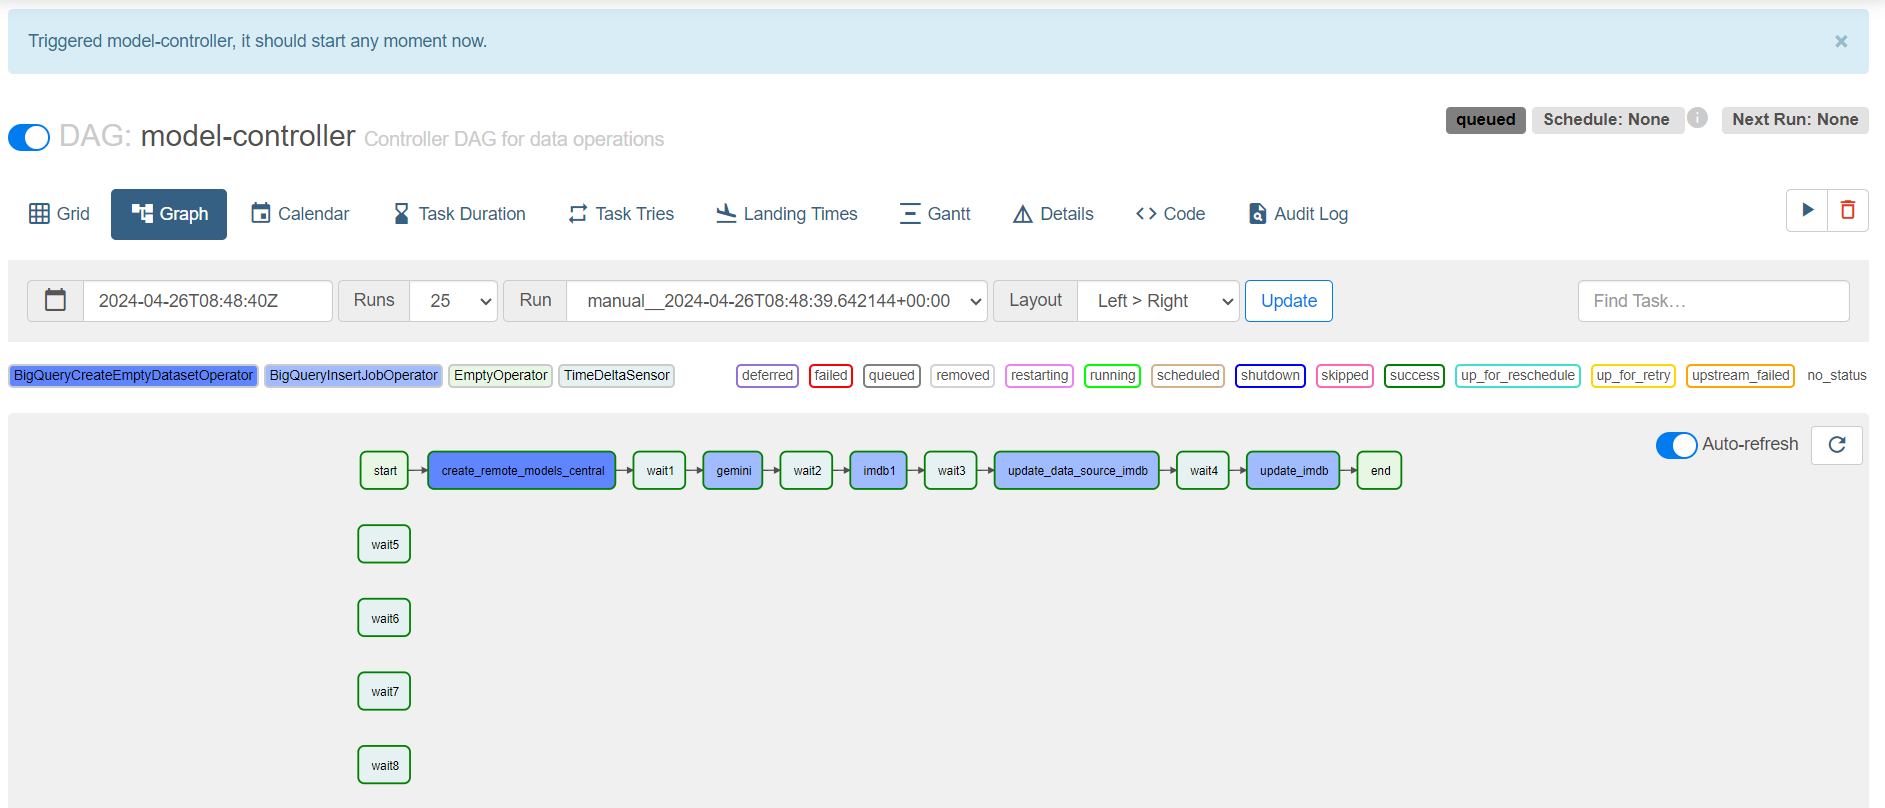 Triggered model-controller, it should start any moment now.
×
DAG: model-controller Controller DAG for data operations
queued Schedule: None i Next Run: None
Grid Graph Calendar Task Duration Task Tries Landing Times Gantt Details Code Audit Log
2024-04-26T08:48:40Z Runs 25 Run manual__2024-04-26T08:48:39.642144+00:00 Layout Left > Right Update Find Task…
BigQueryCreateEmptyDatasetOperator BigQueryInsertJobOperator EmptyOperator TimeDeltaSensor deferred failed queued removed restarting running scheduled shutdown skipped success up_for_reschedule up_for_retry upstream_failed no_status
Auto-refresh
start create_remote_models_central wait1 gemini wait2 imdb1 wait3 update_data_source_imdb wait4 update_imdb end
wait5
wait6
wait7
wait8